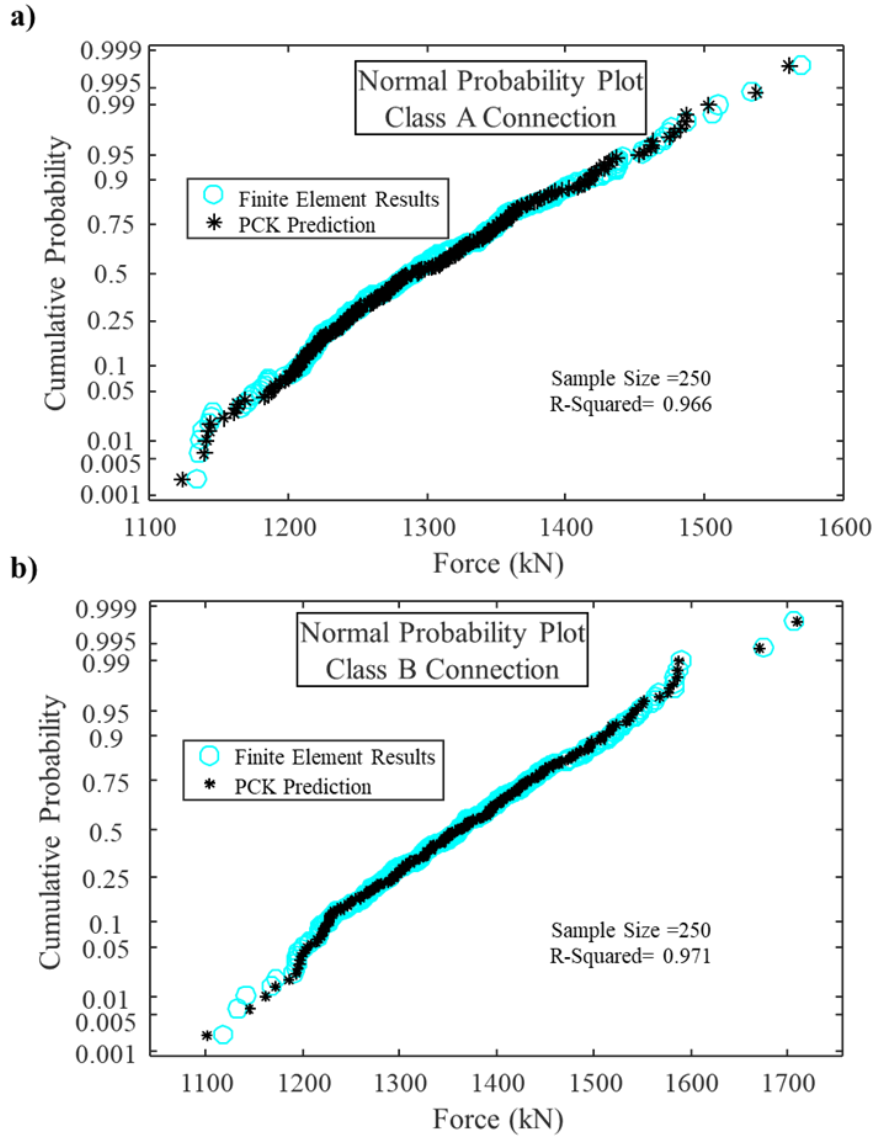 a)
0.999
0.995
0.99
0.95
0.9
0.75
0.5
0.25
0.1
0.05
0.01
0.005
0.001
Cumulative Probability
Normal Probability Plot
Class A Connection
Finite Element Results
PCK Prediction
Sample Size =250
R-Squared= 0.966
1100 1200 1300 1400 1500 1600
Force (kN)
b)
0.999
0.995
0.99
0.95
0.9
0.75
0.5
0.25
0.1
0.05
0.01
0.005
0.001
Cumulative Probability
Normal Probability Plot
Class B Connection
Finite Element Results
PCK Prediction
Sample Size =250
R-Squared= 0.971
1100 1200 1300 1400 1500 1600 1700
Force (kN)